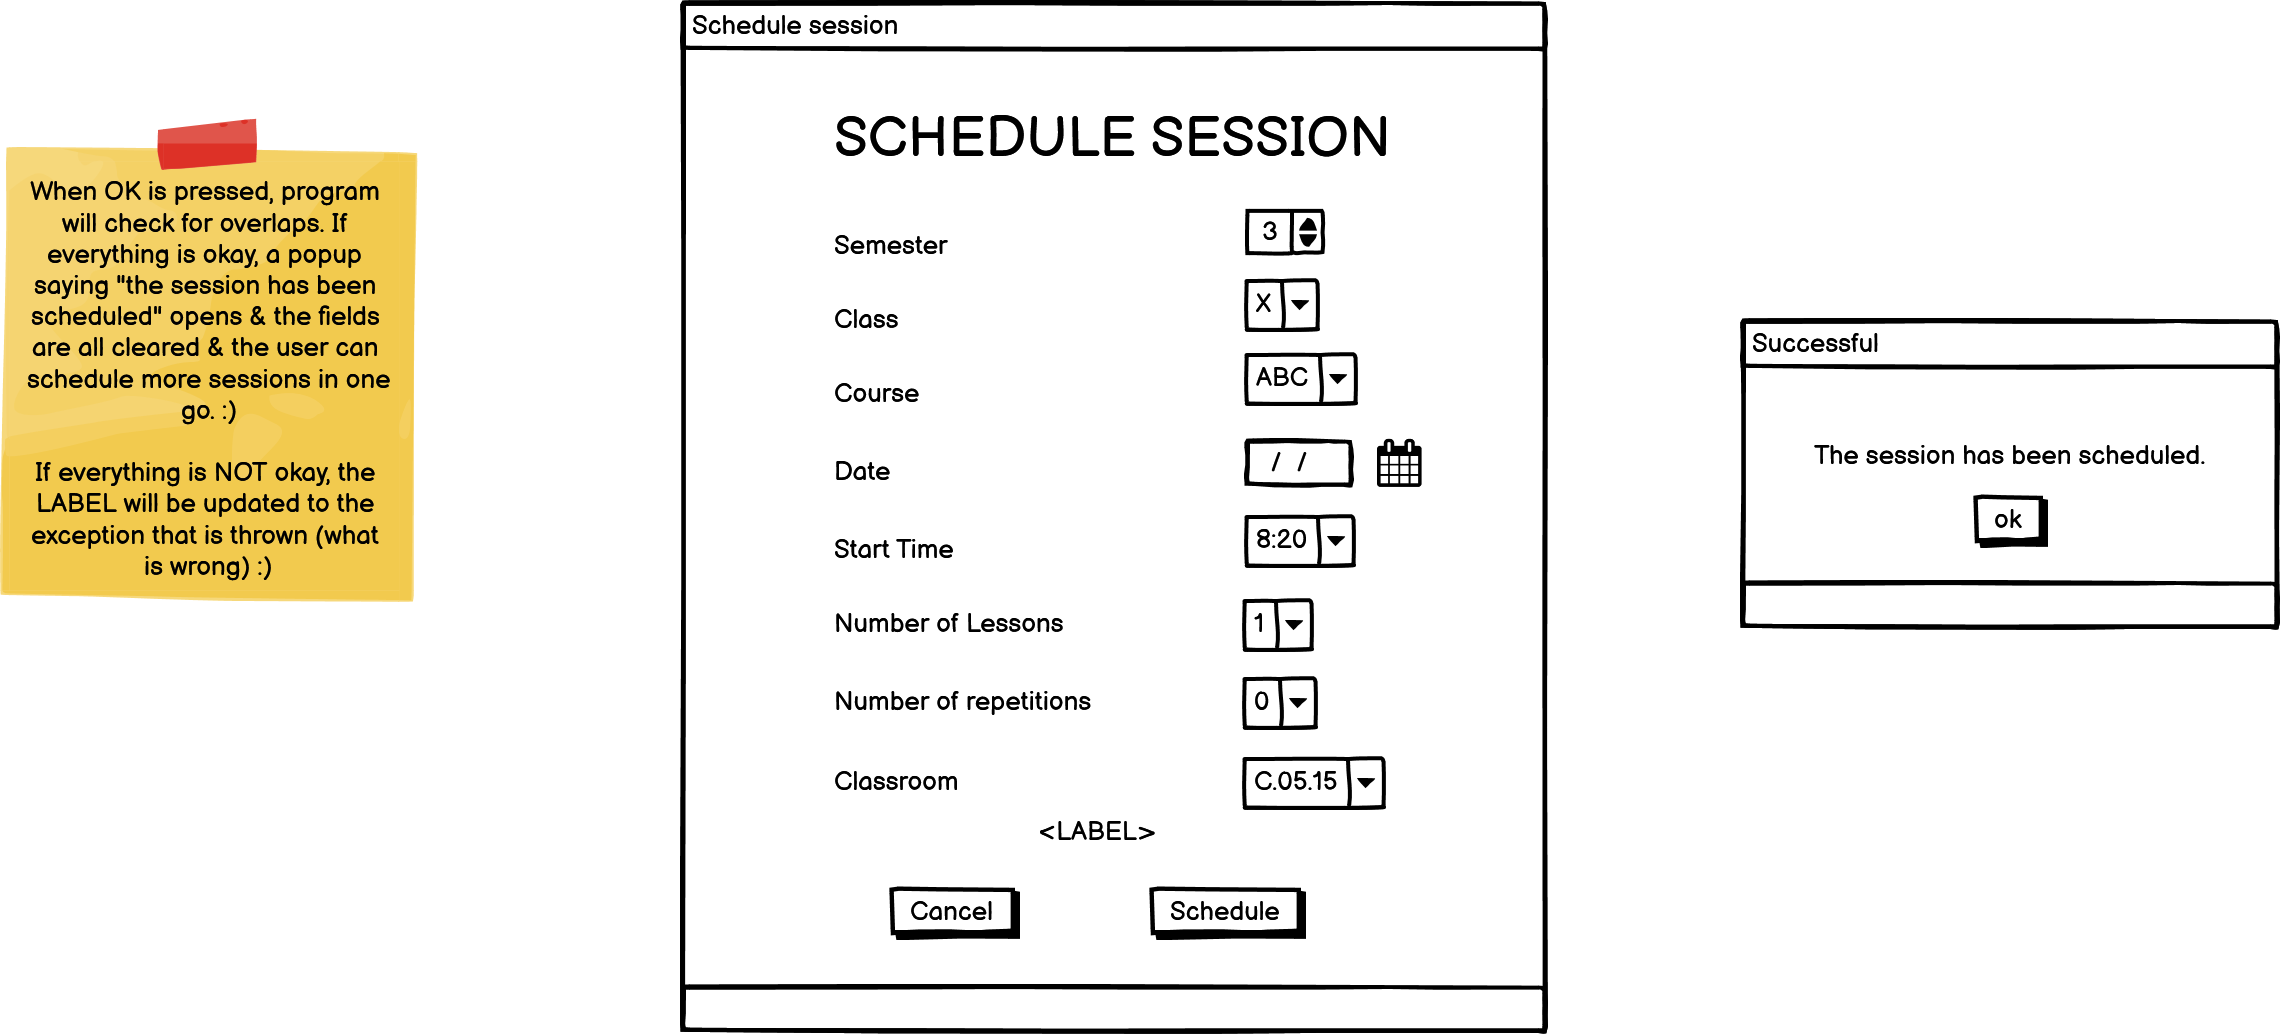 When OK is pressed, program
will check for overlaps. If
everything is okay, a popup
saying "the session has been
scheduled" opens & the fields
are all cleared & the user can
schedule more sessions in one
go. :)
If everything is NOT okay, the
LABEL will be updated to the
exception that is thrown (what
is wrong) :)
Schedule session
SCHEDULE SESSION
Semester 3
Class X
Course ABC
Date / /
Start Time 8:20
Number of Lessons 1
Number of repetitions 0
Classroom C.05.15
<LABEL>
Cancel Schedule
Successful
The session has been scheduled.
ok